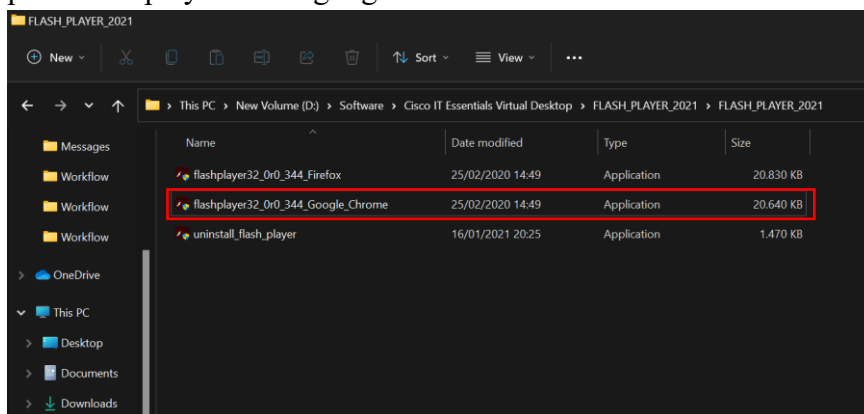 FLASH_PLAYER_2021
New Sort View
This PC > New Volume (D:) > Software > Cisco IT Essentials Virtual Desktop > FLASH_PLAYER_2021 > FLASH_PLAYER_2021
Messages
Workflow
Workflow
Workflow
OneDrive
This PC
Desktop
Documents
Downloads
Name Date modified Type Size
flashplayer32_0r0_344_Firefox 25/02/2020 14:49 Application 20.830 KB
flashplayer32_0r0_344_Google_Chrome 25/02/2020 14:49 Application 20.640 KB
uninstall_flash_player 16/01/2021 20:25 Application 1.470 KB